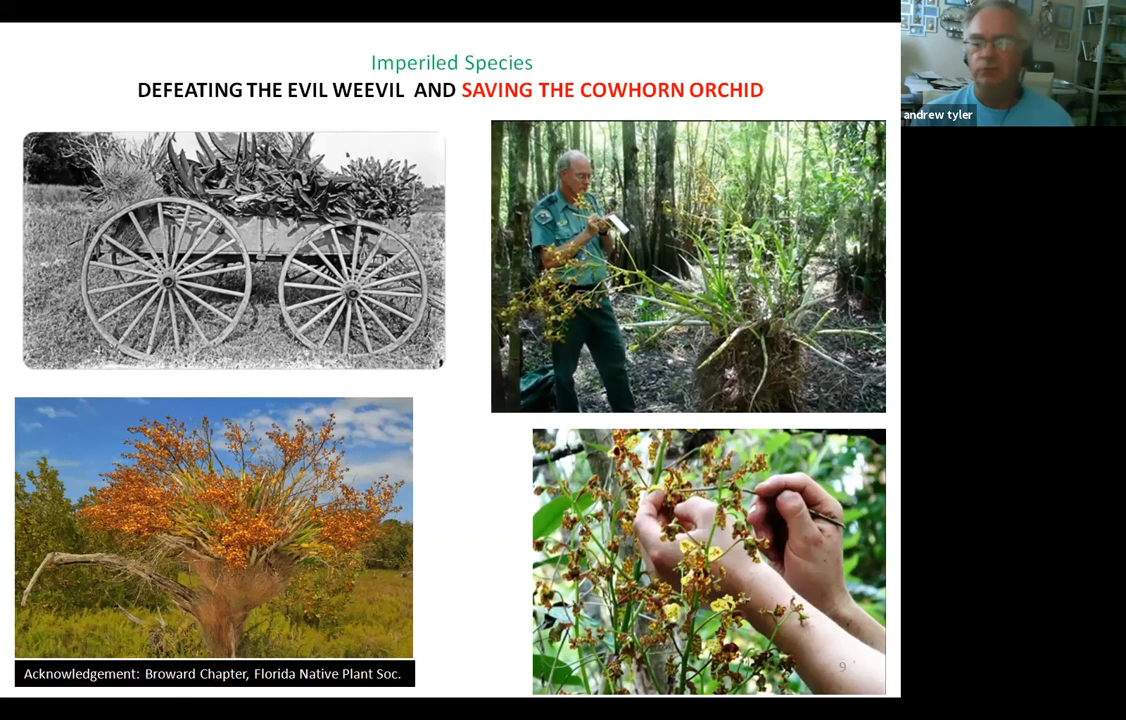 Imperiled Species
DEFEATING THE EVIL WEEVIL AND SAVING THE COWHORN ORCHID
andrew tyler
Acknowledgement: Broward Chapter, Florida Native Plant Soc.
9